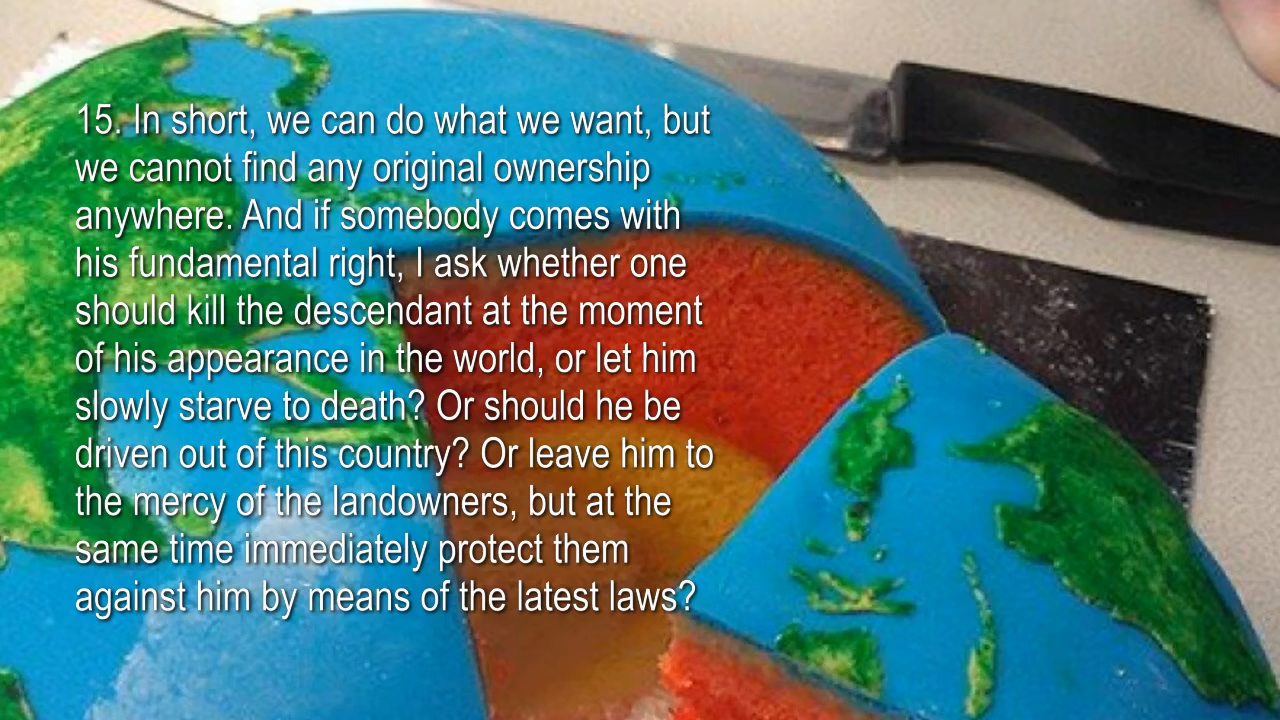 15. In short, we can do what we want, but
we cannot find any original ownership
anywhere. And if somebody comes with
his fundamental right, I ask whether one
should kill the descendant at the moment
of his appearance in the world, or let him
slowly starve to death? Or should he be
driven out of this country? Or leave him to
the mercy of the landowners, but at the
same time immediately protect them
against him by means of the latest laws?